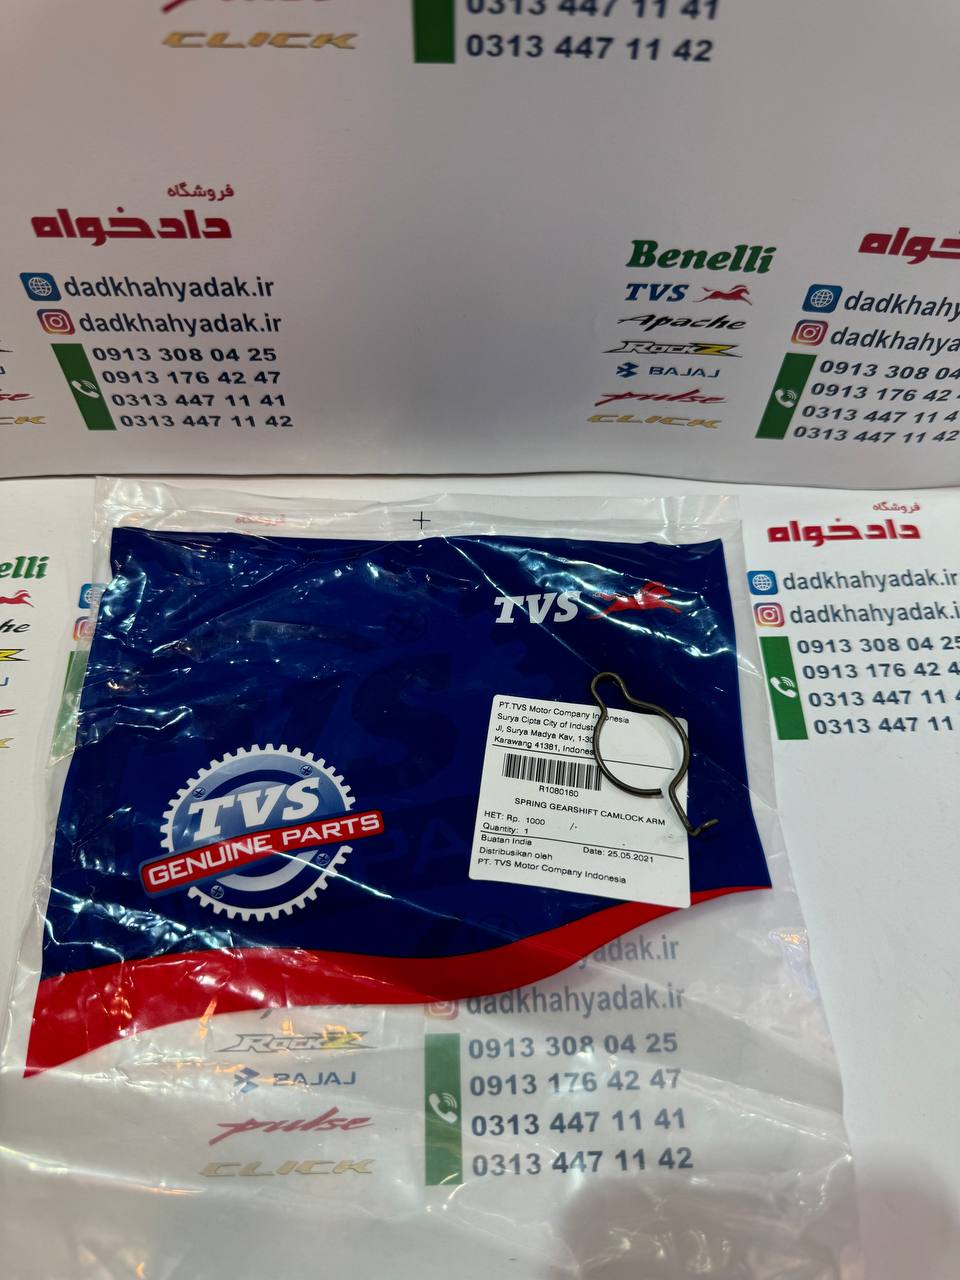 CLICK
0313 447 11 41
0313 447 11 42
فروشگاه
دادخواه
dadkhahyadak.ir
dadkhahyadak.ir
0913 308 04 25
0913 176 42 47
0313 447 11 41
0313 447 11 42
Benelli
TVS
Apache
ROCKZ
BAJAJ
pulse
CLICK
dadkhahy
dadkhahya
0913 308 04
0913 176 42
0313 447 11 4
0313 447 11 42
فروشگاه
دادخواه
dadkhahyadak.ir
dadkhahyadak.ir
0913 308 04 25
0913 176 42 4
0313 447 11 4
0313 447 11
فروشگاه
TVS
TVS
GENUINE PARTS
PT.TVS Motor Company Indonesia
Surya Cipta City of Indust
Jl, Surya Madya Kav, 1-30
Karawang 41381, Indones
R1080160
SPRING GEARSHIFT CAMLOCK ARM
HET: Rp. 1000 /-
Quantity: 1
Buatan India Date: 25.05.2021
Distribusikan oleh
PT. TVS Motor Company Indonesia
adak.ir
dadkhahyadak.ir
ROCKZ
BAJAJ
pulse
CLICK
0913 308 04 25
0913 176 42 47
0313 447 11 41
0313 447 11 42